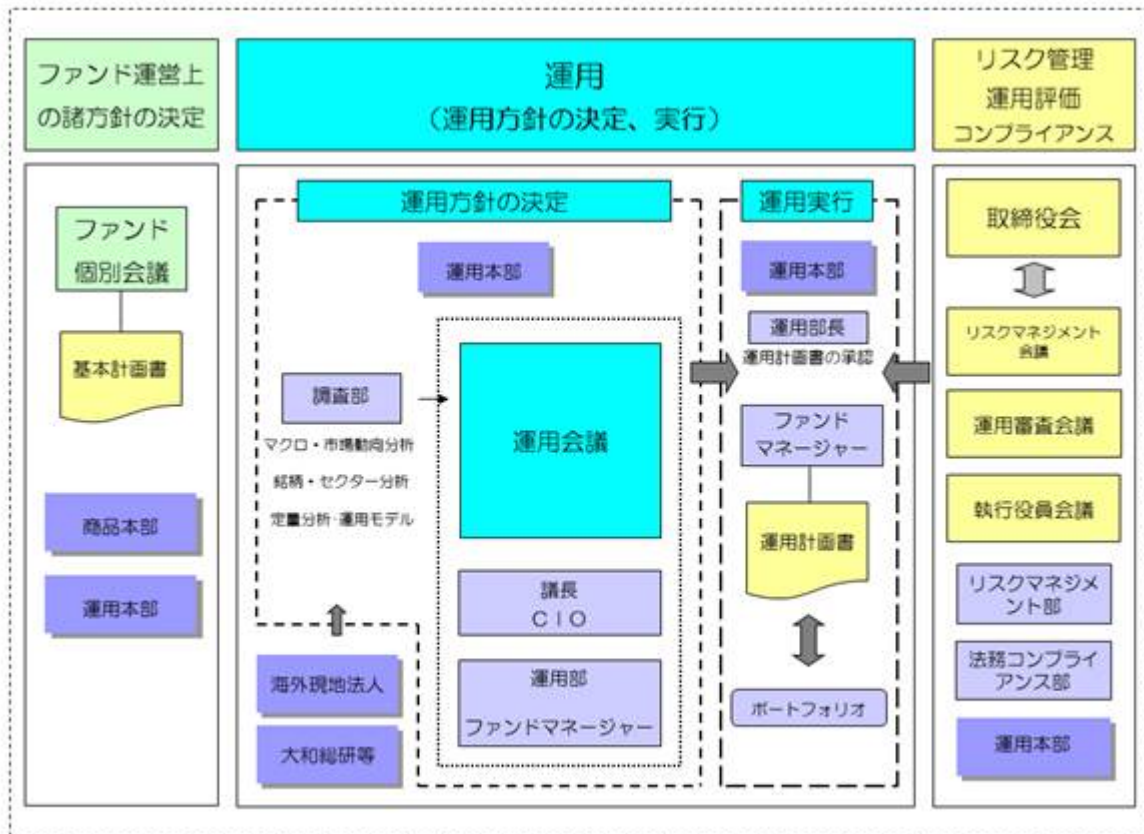 ファンド運営上
の諸方針の決定
運用
（運用方針の決定、実行）
リスク管理
運用評価
コンプライアンス
ファンド
個別会議
基本計画書
商品本部
運用本部
運用方針の決定
運用本部
調査部
マクロ・市場動向分析
銘柄・セクター分析
定量分析・運用モデル
海外現地法人
大和総研等
運用会議
議長
ＣＩＯ
運用部
ファンドマネージャー
運用実行
運用本部
運用部長
運用計画書の承認
ファンド
マネージャー
運用計画書
ポートフォリオ
取締役会
リスクマネジメント
会議
運用審査会議
執行役員会議
リスクマネジメ
ント部
法務コンプライ
アンス部
運用本部